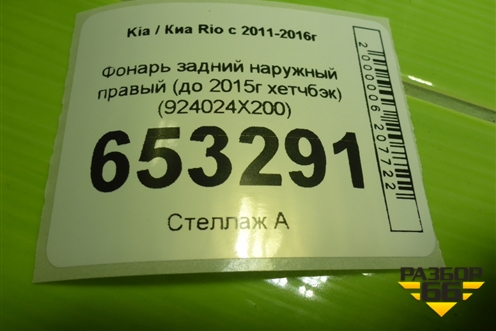 Kia / Киа Rio с 2011-2016г
Фонарь задний наружный
правый (до 2015г хетчбэк)
(924024X200)
653291
Стеллаж А
2000006207722
РАЗБОР
66